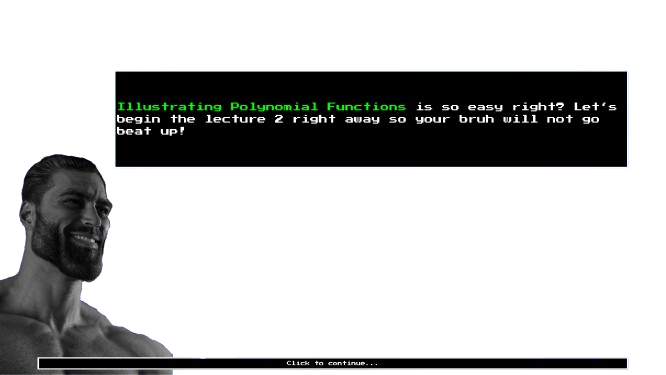 Illustrating Polynomial Functions is so easy right? Let's
begin the lecture 2 right away so your bruh will not go
beat up!
Click to continue...